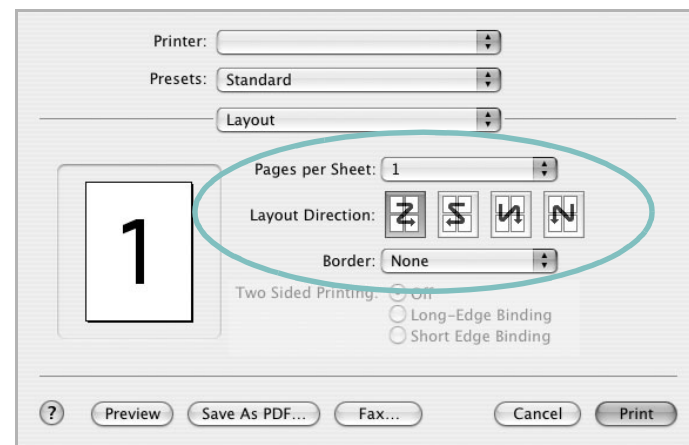 Printer:
Presets: Standard
Layout
Pages per Sheet: 1
Layout Direction:
Border: None
1
Two Sided Printing: Off
Long-Edge Binding
Short Edge Binding
? Preview Save As PDF... Fax... Cancel Print